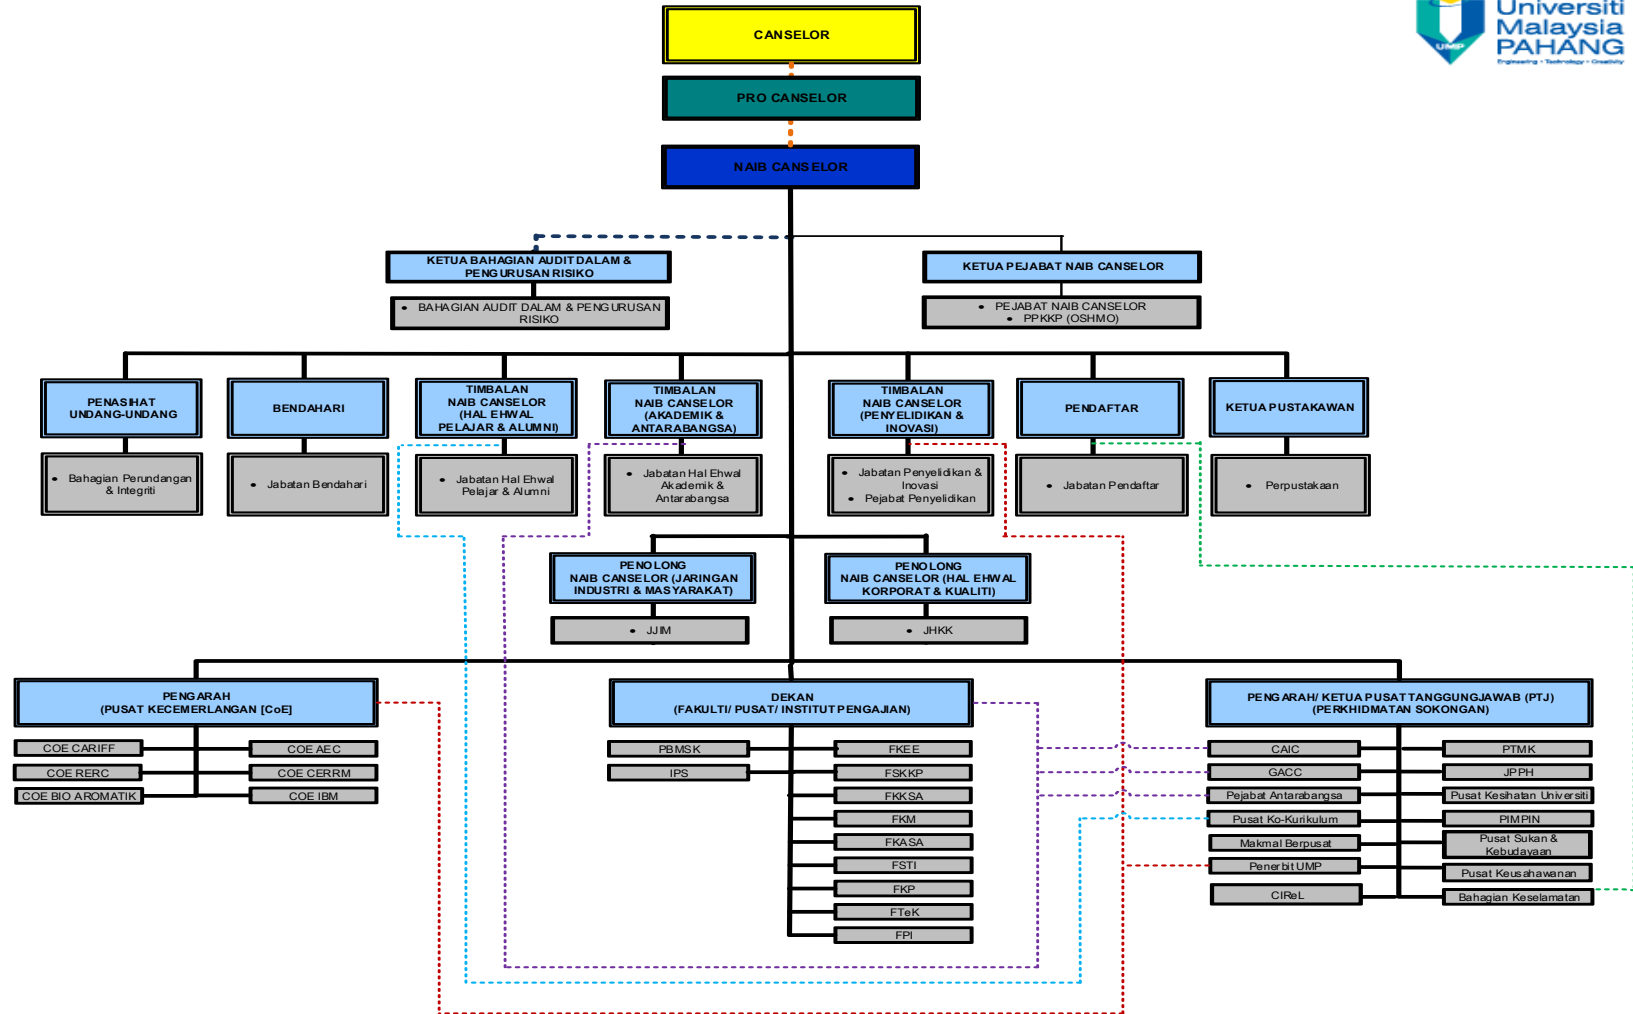 Universiti
Malaysia
PAHANG
Engineering • Technology • Creativity
UMP
CANSELOR
PRO CANSELOR
NAIB CANSELOR
KETUA BAHAGIAN AUDIT DALAM &
PENGURUSAN RISIKO
• BAHAGIAN AUDIT DALAM & PENGURUSAN
RISIKO
KETUA PEJABAT NAIB CANSELOR
• PEJABAT NAIB CANSELOR
• PPKKP (OSHMO)
PENASIHAT
UNDANG-UNDANG
• Bahagian Perundangan
& Integriti
BENDAHARI
• Jabatan Bendahari
TIMBALAN
NAIB CANSELOR
(HAL EHWAL
PELAJAR & ALUMNI)
• Jabatan Hal Ehwal
Pelajar & Alumni
TIMBALAN
NAIB CANSELOR
(AKADEMIK &
ANTARABANGSA)
• Jabatan Hal Ehwal
Akademik &
Antarabangsa
TIMBALAN
NAIB CANSELOR
(PENYELIDIKAN &
INOVASI)
• Jabatan Penyelidikan &
Inovasi
• Pejabat Penyelidikan
PENDAFTAR
• Jabatan Pendaftar
KETUA PUSTAKAWAN
• Perpustakaan
PENOLONG
NAIB CANSELOR (JARINGAN
INDUSTRI & MASYARAKAT)
• JJIM
PENOLONG
NAIB CANSELOR (HAL EHWAL
KORPORAT & KUALITI)
• JHKK
PENGARAH
(PUSAT KECEMERLANGAN [CoE]
COE CARIFF
COE AEC
COE RERC
COE CERRM
COE BIO AROMATIK
COE IBM
DEKAN
(FAKULTI/ PUSAT/ INSTITUT PENGAJIAN)
PBMSK
FKEE
IPS
FSKKP
FKKSA
FKM
FKASA
FSTI
FKP
FTeK
FPI
PENGARAH/ KETUA PUSAT TANGGUNGJAWAB (PTJ)
(PERKHIDMATAN SOKONGAN)
CAIC
PTMK
GACC
JPPH
Pejabat Antarabangsa
Pusat Kesihatan Universiti
Pusat Ko-Kurikulum
PIMPIN
Makmal Berpusat
Pusat Sukan &
Kebudayaan
Penerbit UMP
Pusat Keusahawanan
CIReL
Bahagian Keselamatan